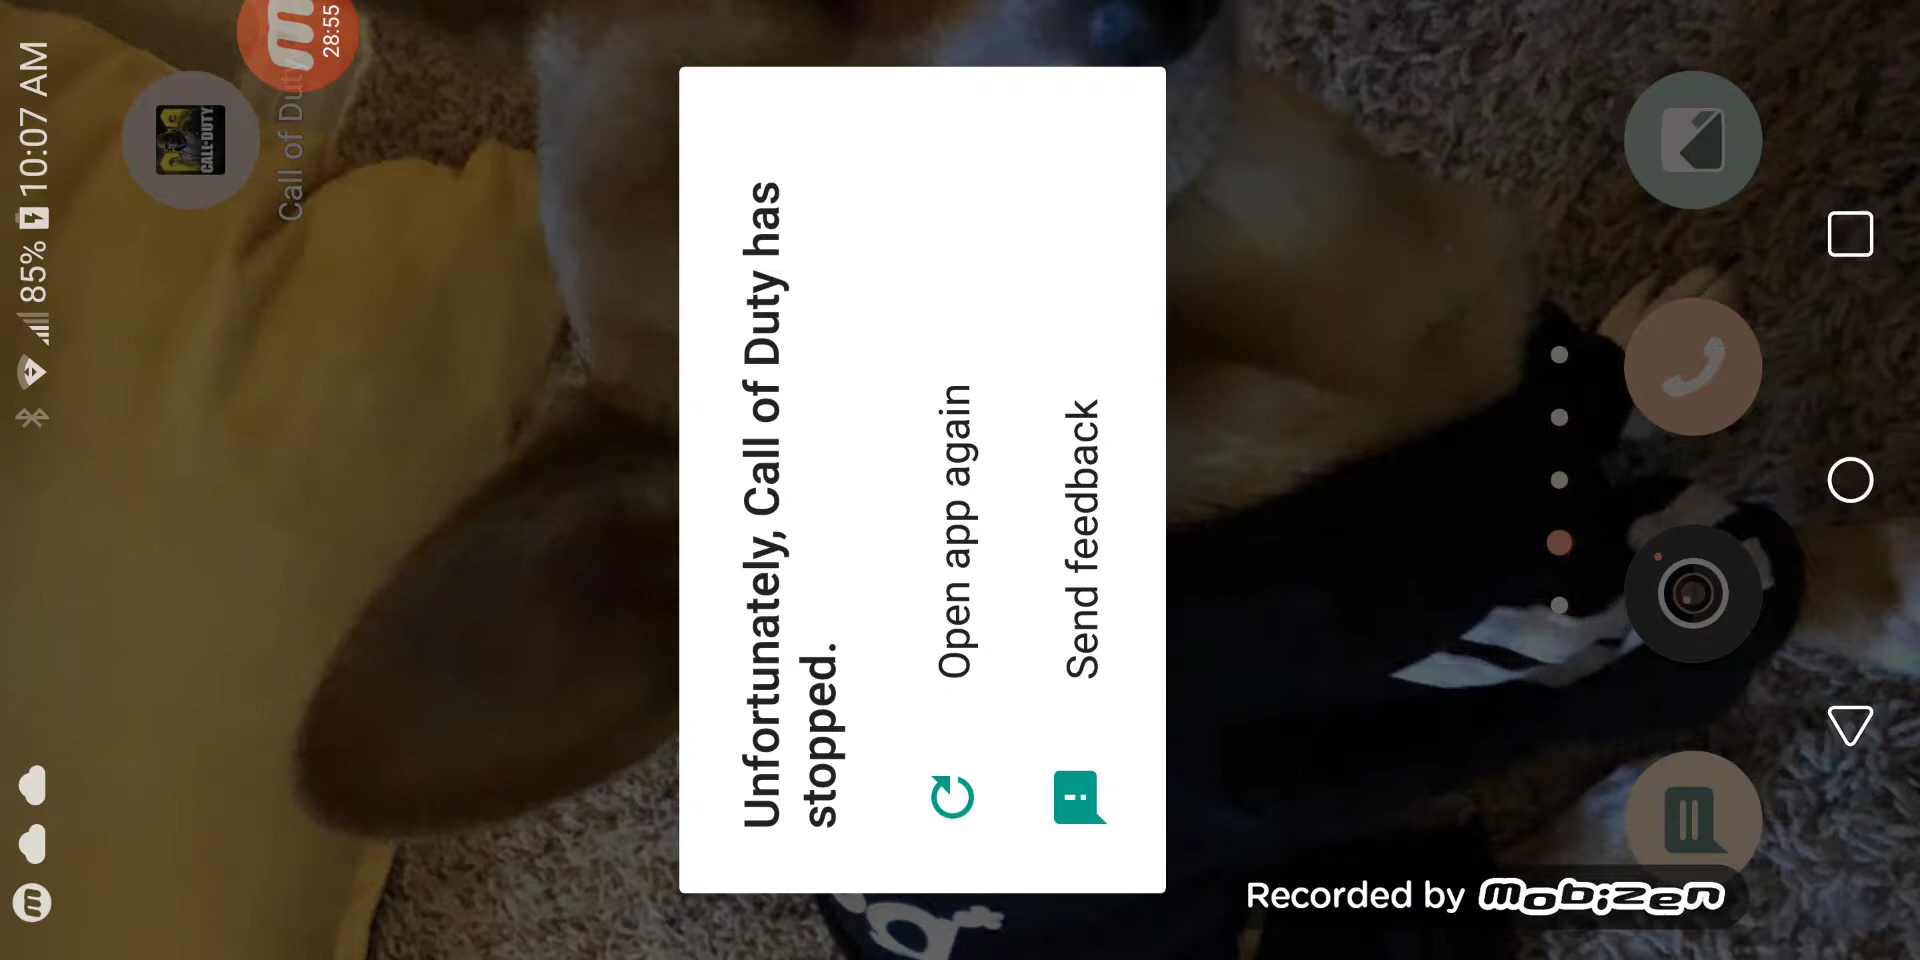 85% 10:07 AM
28:55
CALL OF DUTY
Call of Duty
Unfortunately, Call of Duty has
stopped.
Open app again
Send feedback
Recorded by mobizen